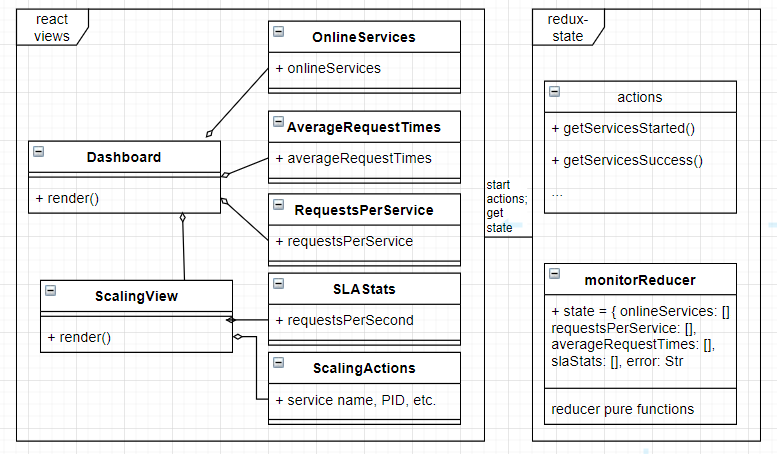 react
views
OnlineServices
+ onlineServices
AverageRequestTimes
+ averageRequestTimes
Dashboard
+ render()
RequestsPerService
+ requestsPerService
ScalingView
+ render()
SLAStats
+ requestsPerSecond
ScalingActions
+ service name, PID, etc.
start
actions;
get
state
redux-
state
actions
+ getServicesStarted()
+ getServicesSuccess()
...
monitorReducer
+ state = { onlineServices: []
requestsPerService: [],
averageRequestTimes: [],
slaStats: [], error: Str
reducer pure functions